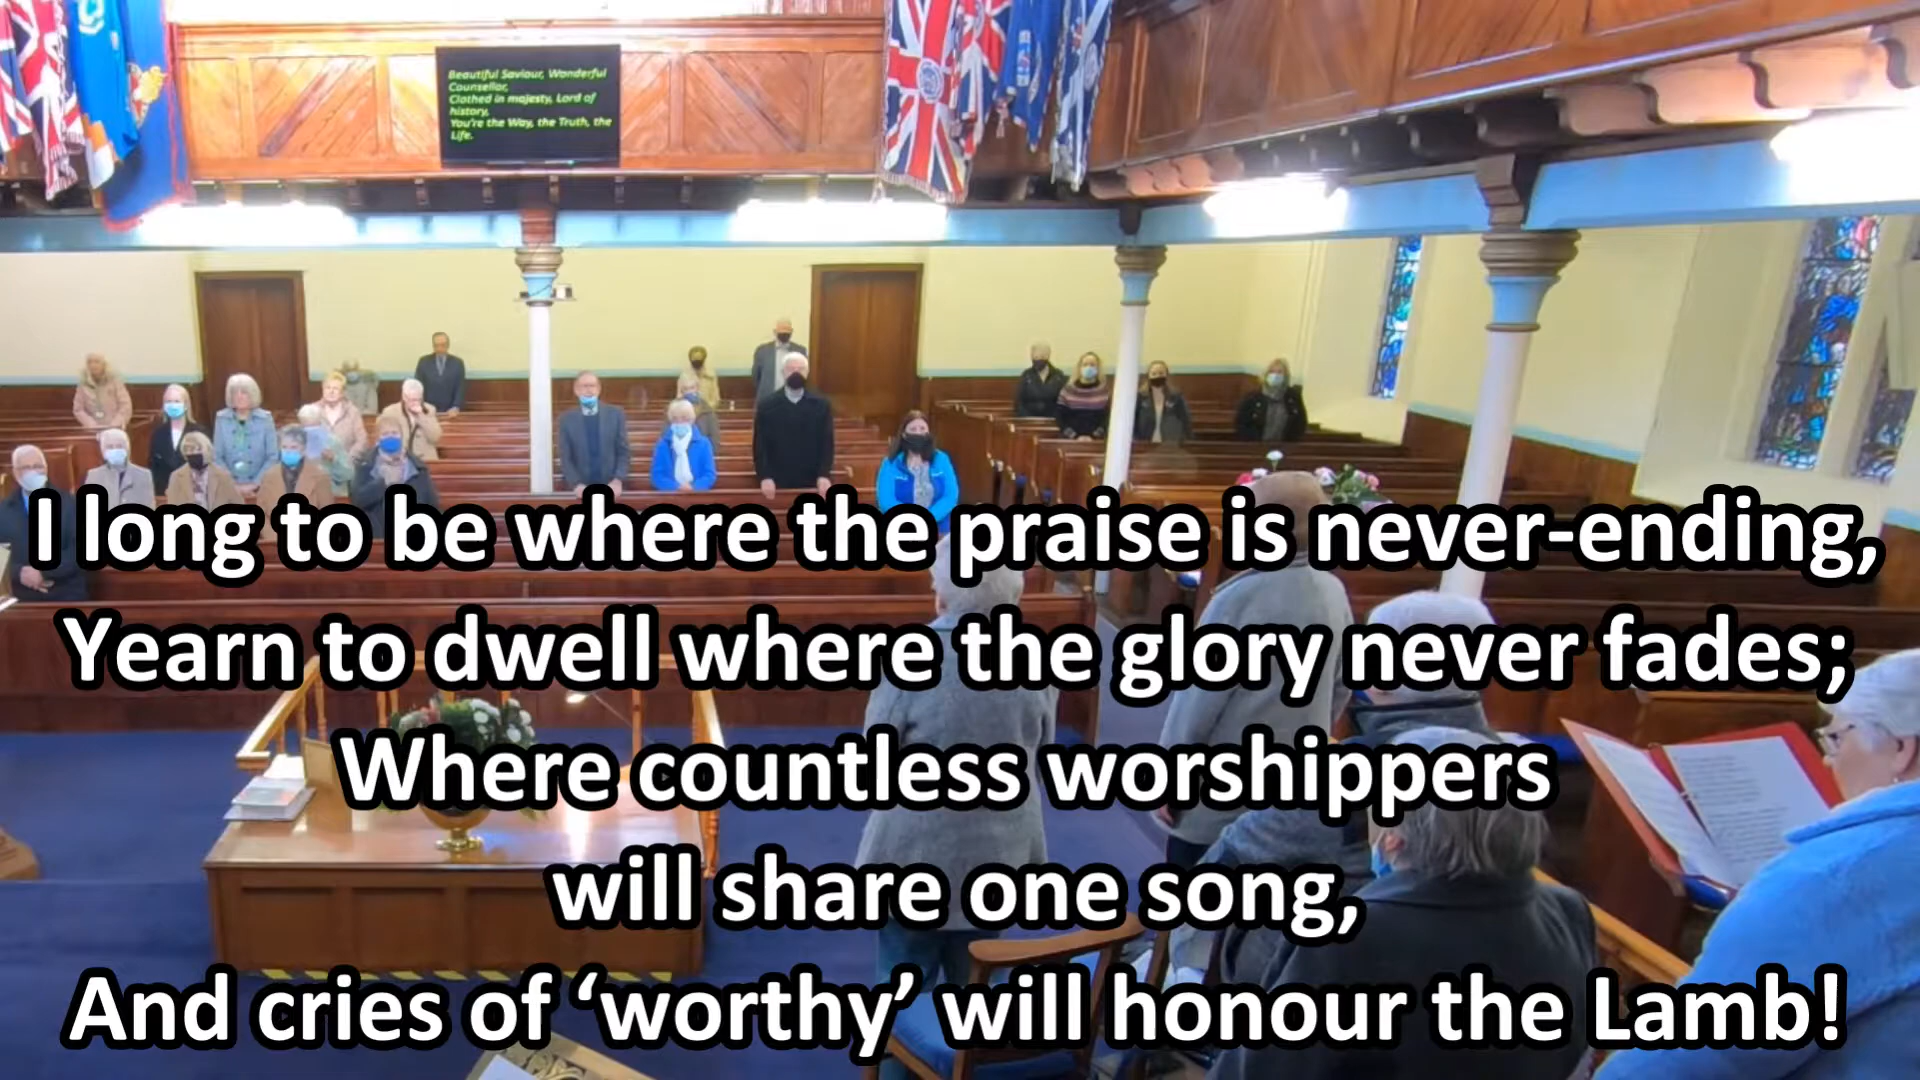 Beautiful Saviour, Wonderful
Counsellor,
Clothed in majesty, Lord of
history,
You're the Way, the Truth, the
Life.
I long to be where the praise is never-ending,
Yearn to dwell where the glory never fades;
Where countless worshippers
will share one song,
And cries of ‘worthy’ will honour the Lamb!